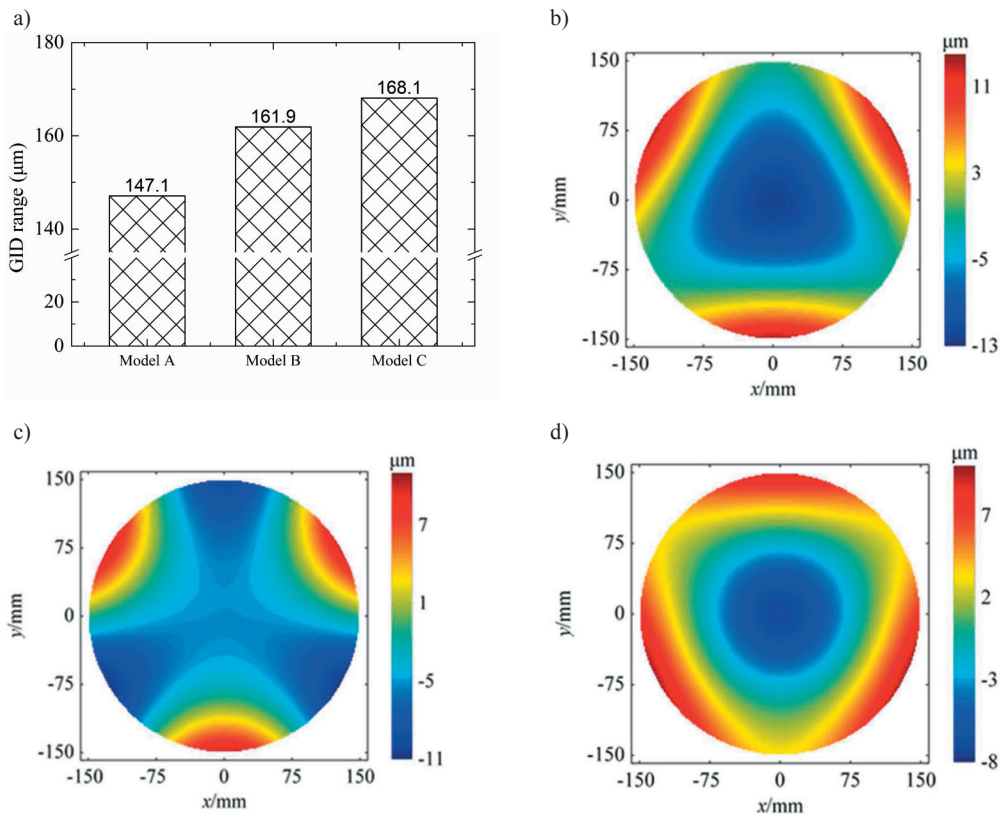 a)
180
160
140
20
0
GID range (μm)
147.1
161.9
168.1
Model A
Model B
Model C
b)
μm
150
75
0
-75
-150
y/mm
-150
-75
0
75
150
x/mm
11
3
-5
-13
c)
μm
150
75
0
-75
-150
y/mm
-150
-75
0
75
150
x/mm
7
1
-5
-11
d)
μm
150
75
0
-75
-150
y/mm
-150
-75
0
75
150
x/mm
7
2
-3
-8